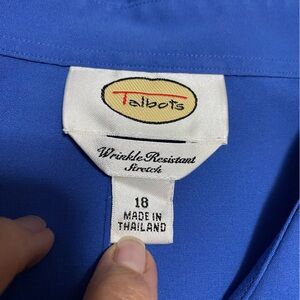 Talbots
Wrinkle Resistant
Stretch
18
MADE IN
THAILAND